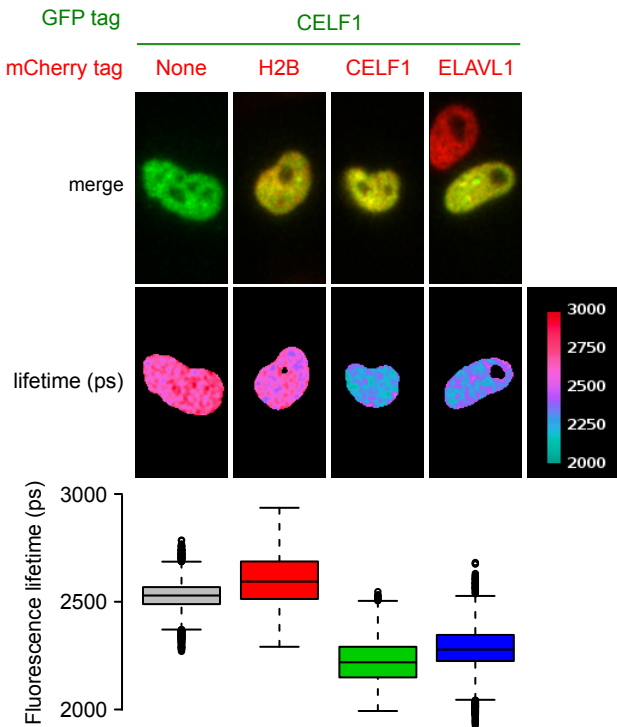 GFP tag CELF1
mCherry tag None H2B CELF1 ELAVL1
merge
lifetime (ps)
3000
2750
2500
2250
2000
Fluorescence lifetime (ps)
3000
2500
2000